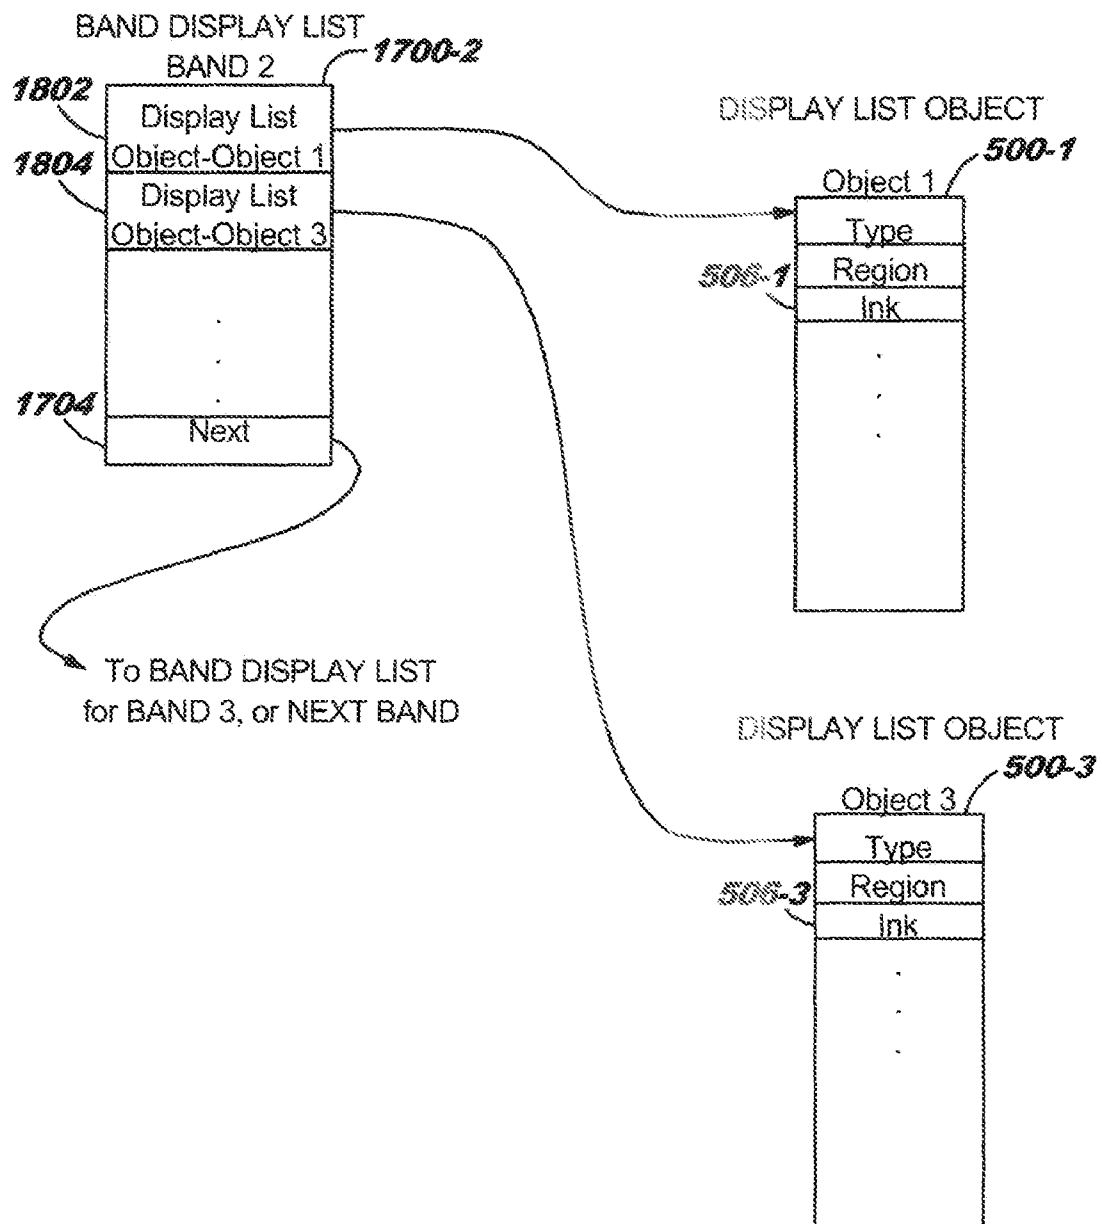 BAND DISPLAY LIST
BAND 2
1700-2
1802
Display List
Object-Object 1
1804
Display List
Object-Object 3
1704
Next
To BAND DISPLAY LIST
for BAND 3, or NEXT BAND
DISPLAY LIST OBJECT
500-1
Object 1
Type
506-1
Region
Ink
DISPLAY LIST OBJECT
500-3
Object 3
Type
506-3
Region
Ink